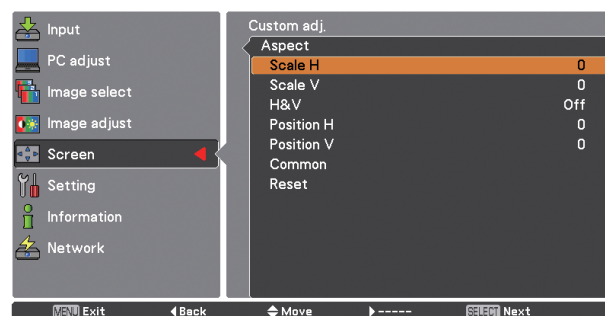 Input
PC adjust
Image select
Image adjust
Screen
Setting
Information
Network
Custom adj.
Aspect
Scale H 0
Scale V 0
H&V Off
Position H 0
Position V 0
Common
Reset
MENU Exit Back Move ----- SELECT Next